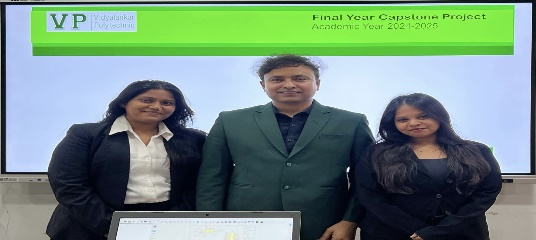 VP
Vidyalankar
Polytechnic
Final Year Capstone Project
Academic Year 2024-2025